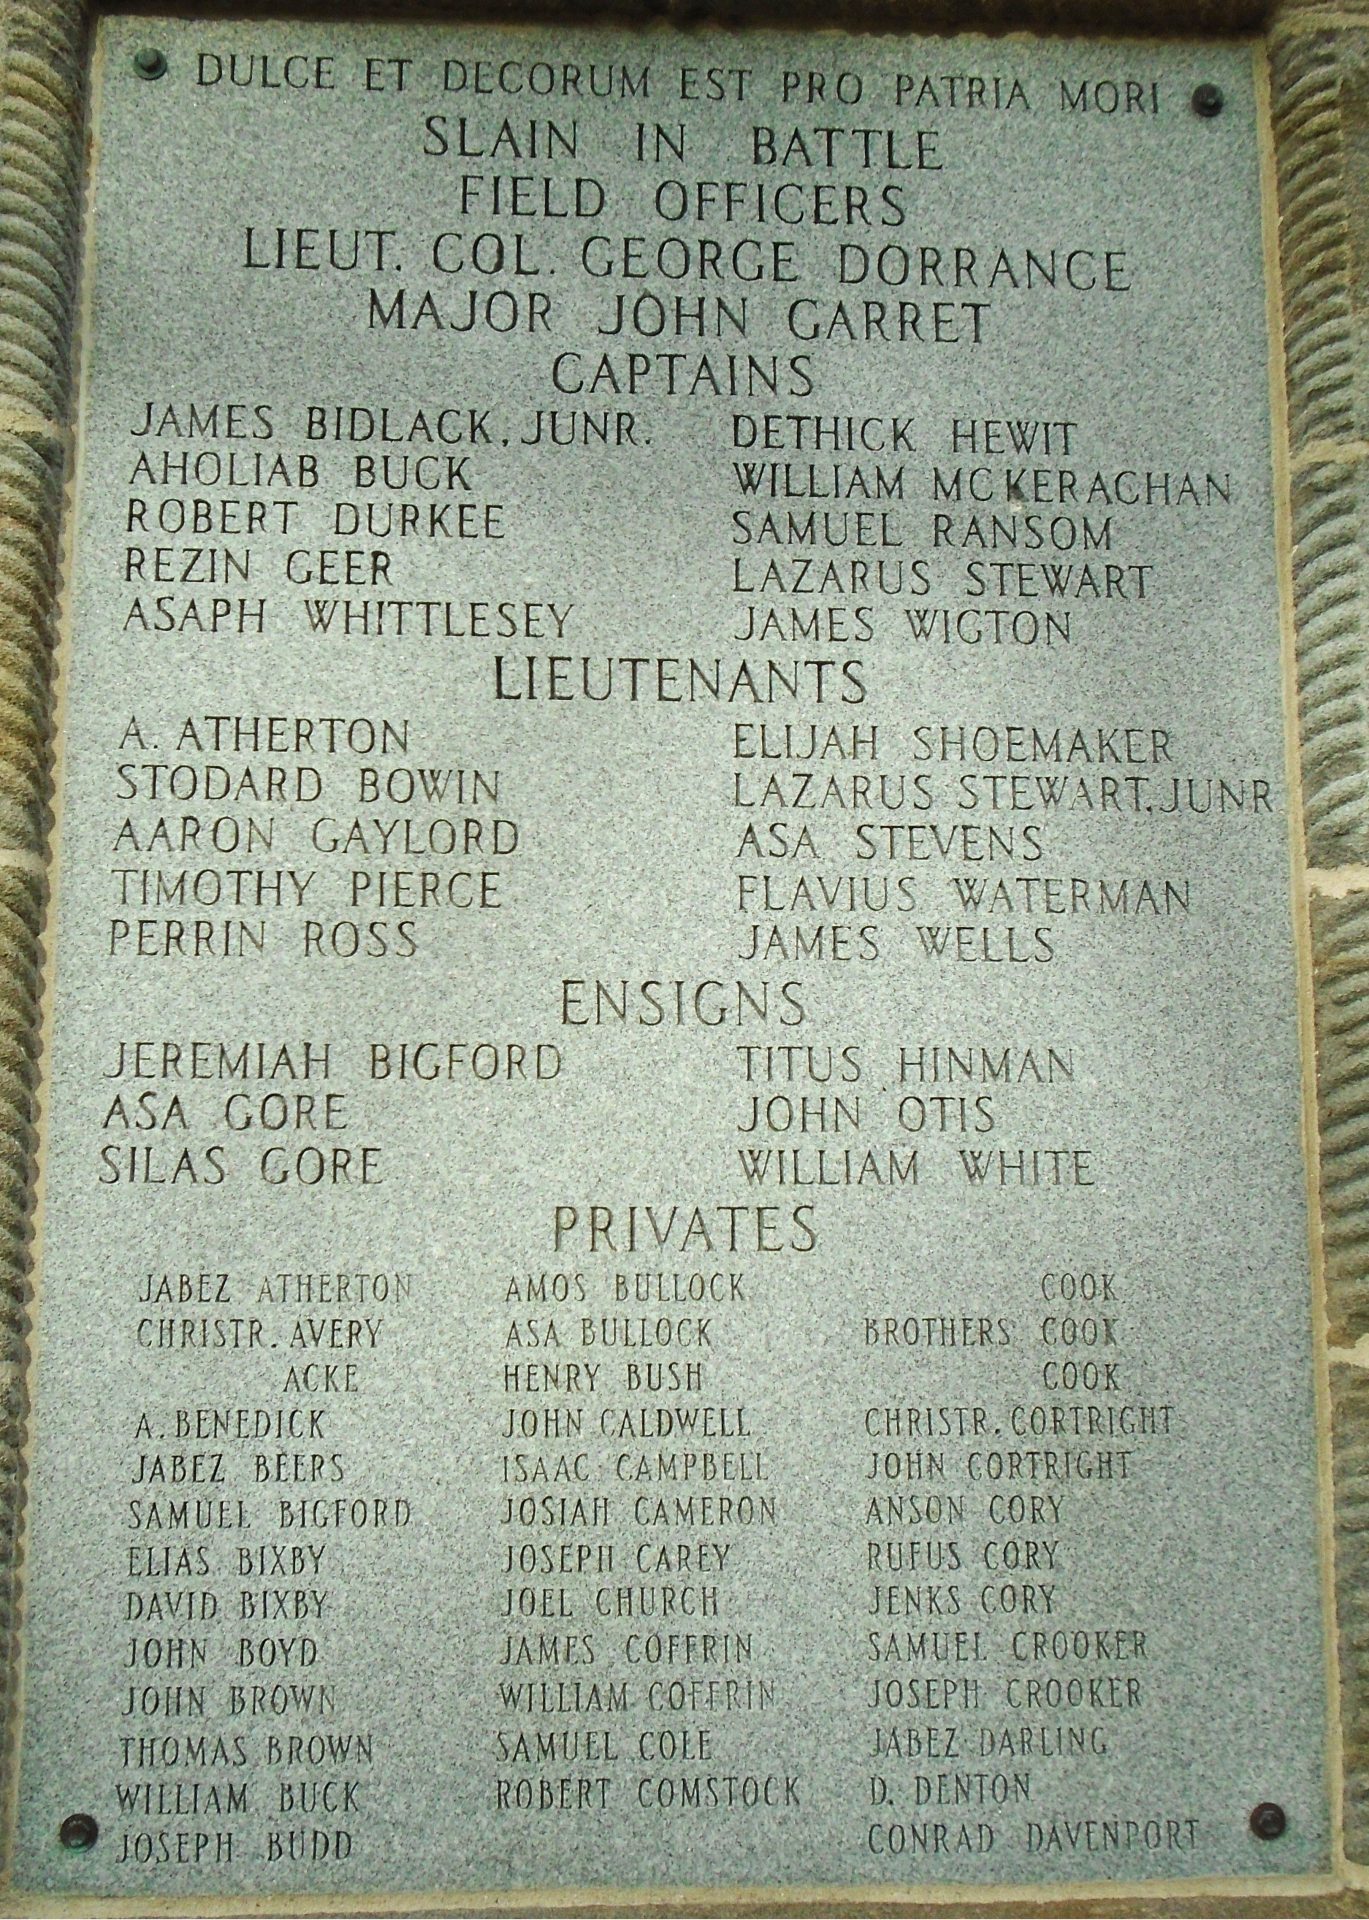 DULCE ET DECORUM EST PRO PATRIA MORI
SLAIN IN BATTLE
FIELD OFFICERS
LIEUT. COL. GEORGE DORRANCE
MAJOR JOHN GARRET
CAPTAINS
JAMES BIDLACK, JUNR.
AHOLIAB BUCK
ROBERT DURKEE
REZIN GEER
ASAPH WHITTLESEY
DETHICK HEWIT
WILLIAM MCKERACHAN
SAMUEL RANSOM
LAZARUS STEWART
JAMES WIGTON
LIEUTENANTS
A. ATHERTON
STODARD BOWIN
AARON GAYLORD
TIMOTHY PIERCE
PERRIN ROSS
ELIJAH SHOEMAKER
LAZARUS STEWART, JUNR
ASA STEVENS
FLAVIUS WATERMAN
JAMES WELLS
ENSIGNS
JEREMIAH BIGFORD
ASA GORE
SILAS GORE
TITUS HINMAN
JOHN OTIS
WILLIAM WHITE
PRIVATES
JABEZ ATHERTON
CHRISTR. AVERY
ACKE
A. BENEDICK
JABEZ BEERS
SAMUEL BIGFORD
ELIAS BIXBY
DAVID BIXBY
JOHN BOYD
JOHN BROWN
THOMAS BROWN
WILLIAM BUCK
JOSEPH BUDD
AMOS BULLOCK
ASA BULLOCK
HENRY BUSH
JOHN CALDWELL
ISAAC CAMPBELL
JOSIAH CAMERON
JOSEPH CAREY
JOEL CHURCH
JAMES COFFRIN
WILLIAM COFFRIN
SAMUEL COLE
ROBERT COMSTOCK
COOK
BROTHERS COOK
COOK
CHRISTR. CORTRIGHT
JOHN CORTRIGHT
ANSON CORY
RUFUS CORY
JENKS CORY
SAMUEL CROOKER
JOSEPH CROOKER
JABEZ DARLING
D. DENTON
CONRAD DAVENPORT